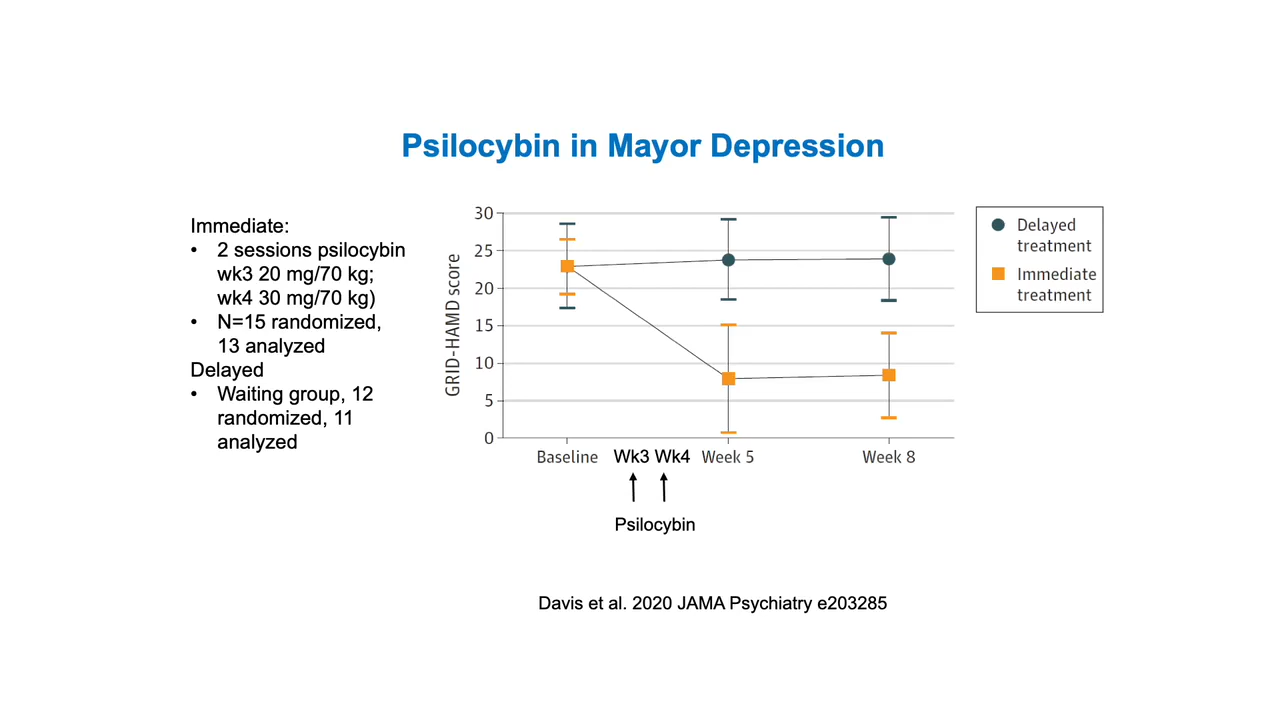 Psilocybin in Mayor Depression
Immediate:
• 2 sessions psilocybin
wk3 20 mg/70 kg;
wk4 30 mg/70 kg)
• N=15 randomized,
13 analyzed
Delayed
• Waiting group, 12
randomized, 11
analyzed
GRID-HAMD score
30
25
20
15
10
5
0
Baseline Wk3 Wk4 Week 5 Week 8
Psilocybin
Delayed
treatment
Immediate
treatment
Davis et al. 2020 JAMA Psychiatry e203285